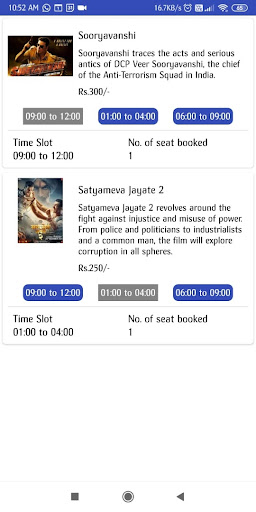 10:52 AM
16.7KB/s
65
Sooryavanshi
Sooryavanshi traces the acts and serious
antics of DCP Veer Sooryavanshi, the chief
of the Anti-Terrorism Squad in India.
Rs.300/-
09:00 to 12:00 01:00 to 04:00 06:00 to 09:00
Time Slot No. of seat booked
09:00 to 12:00 1
Satyameva Jayate 2
Satyameva Jayate 2 revolves around the
fight against injustice and misuse of power.
From police and politicians to industrialists
and a common man, the film will explore
corruption in all spheres.
Rs.250/-
09:00 to 12:00 01:00 to 04:00 06:00 to 09:00
Time Slot No. of seat booked
01:00 to 04:00 1